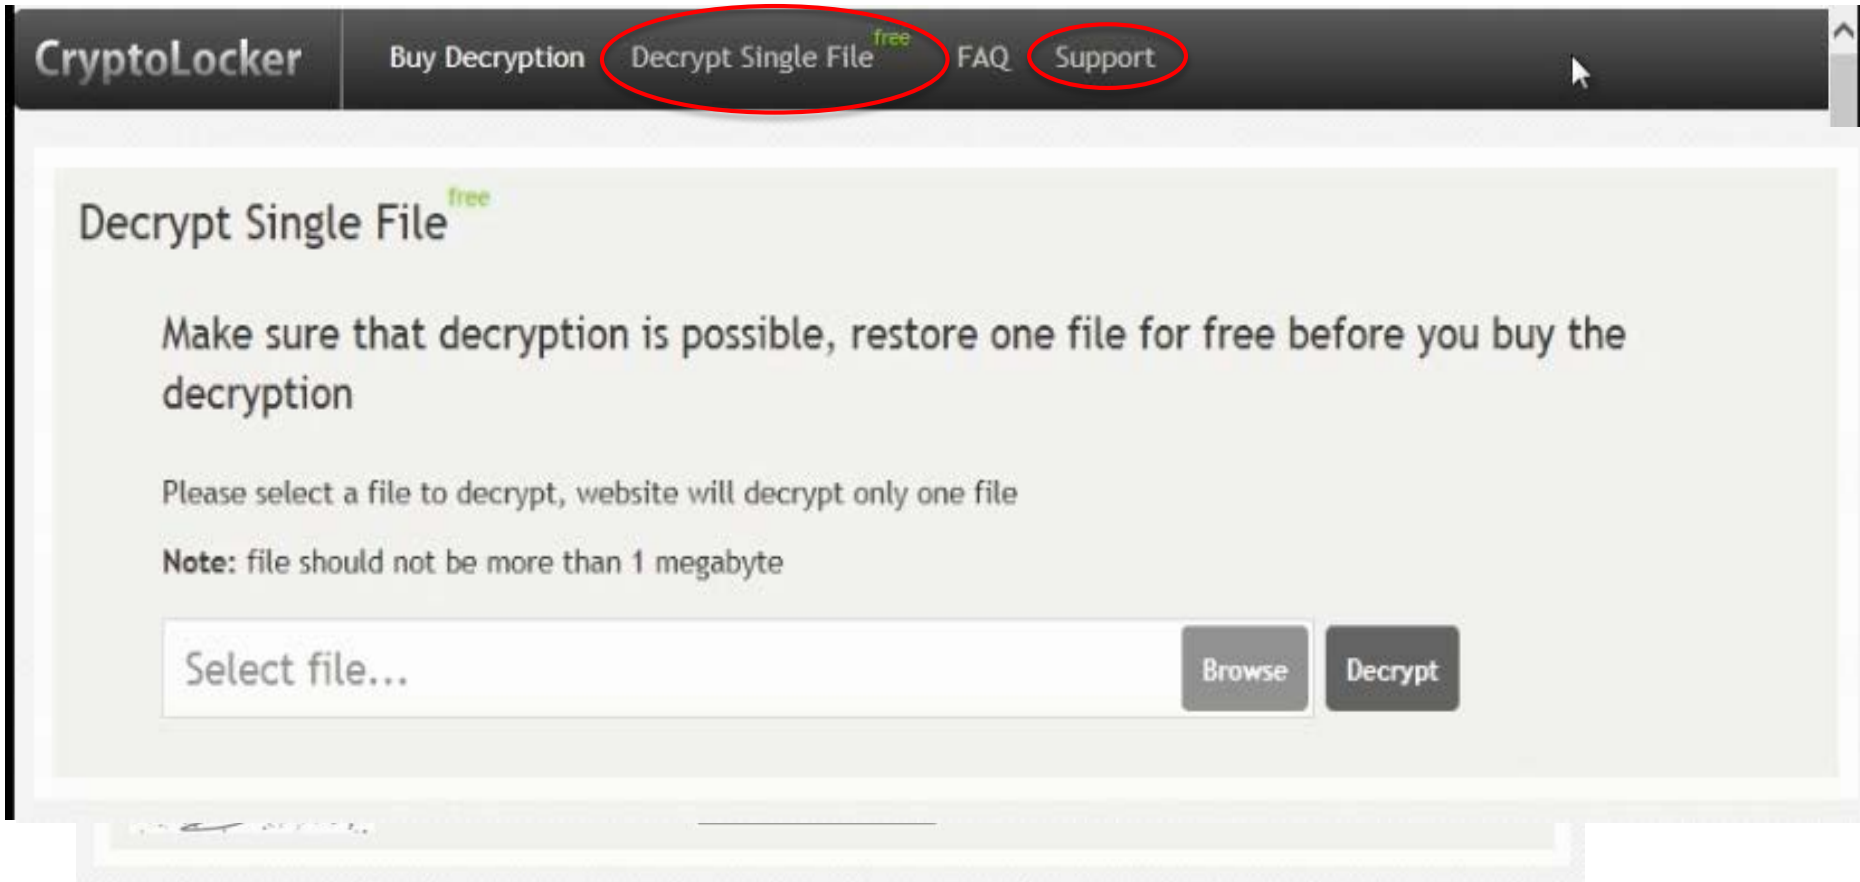 CryptoLocker Buy Decryption Decrypt Single File free FAQ Support
Decrypt Single File free
Make sure that decryption is possible, restore one file for free before you buy the
decryption
Please select a file to decrypt, website will decrypt only one file
Note: file should not be more than 1 megabyte
Select file... Browse Decrypt